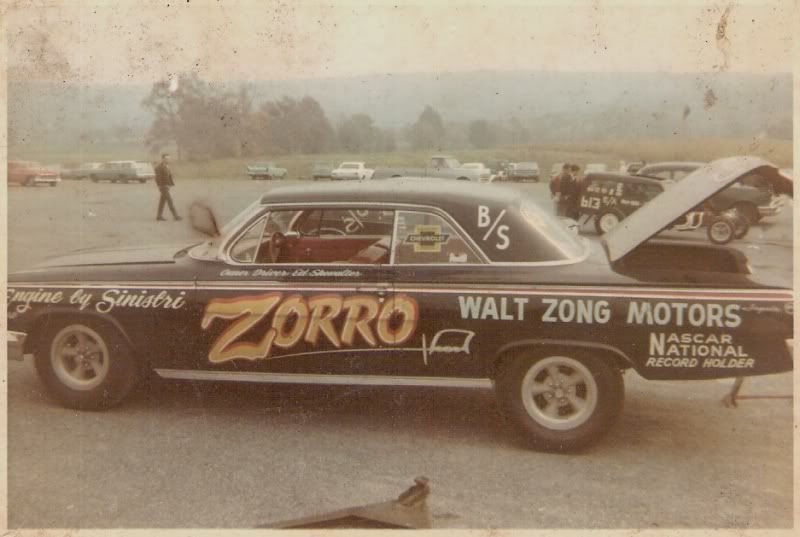 B/S
CHEVROLET
Owner Driver Ed Showalter
Engine by Sinistri
ZORRO
WALT ZONG MOTORS
NASCAR
NATIONAL
RECORD HOLDER